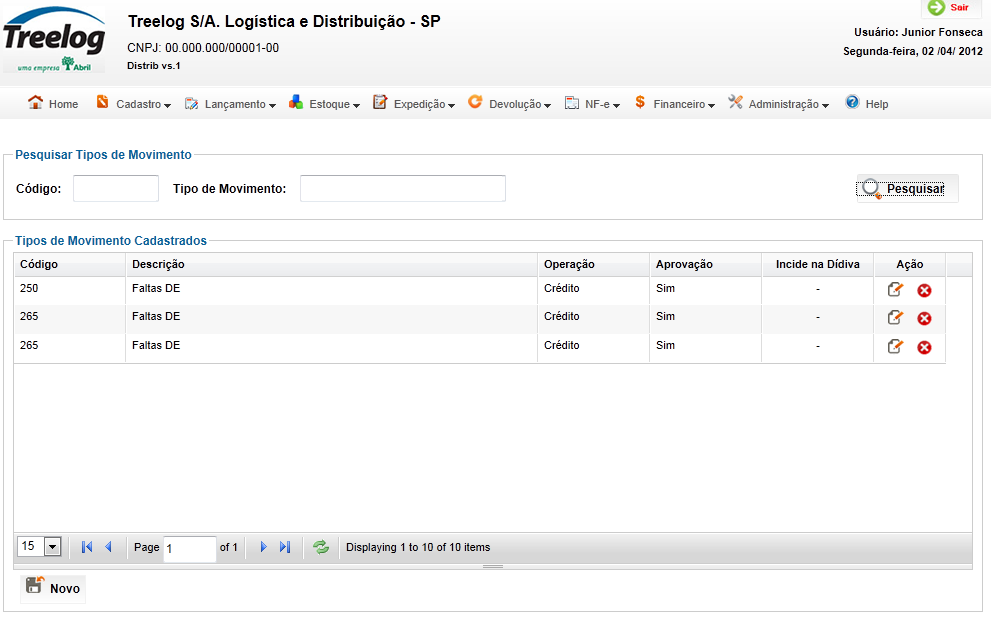 Treelog
uma empresa Abril
Treelog S/A. Logística e Distribuição - SP
CNPJ: 00.000.000/00001-00
Distrib vs.1
Sair
Usuário: Junior Fonseca
Segunda-feira, 02 /04/ 2012
Home Cadastro Lançamento Estoque Expedição Devolução NF-e Financeiro Administração Help
Pesquisar Tipos de Movimento
Código: Tipo de Movimento: Pesquisar
Tipos de Movimento Cadastrados
Código Descrição Operação Aprovação Incide na Dídiva Ação
250 Faltas DE Crédito Sim -
265 Faltas DE Crédito Sim -
265 Faltas DE Crédito Sim -
15 Page 1 of 1 Displaying 1 to 10 of 10 items
Novo